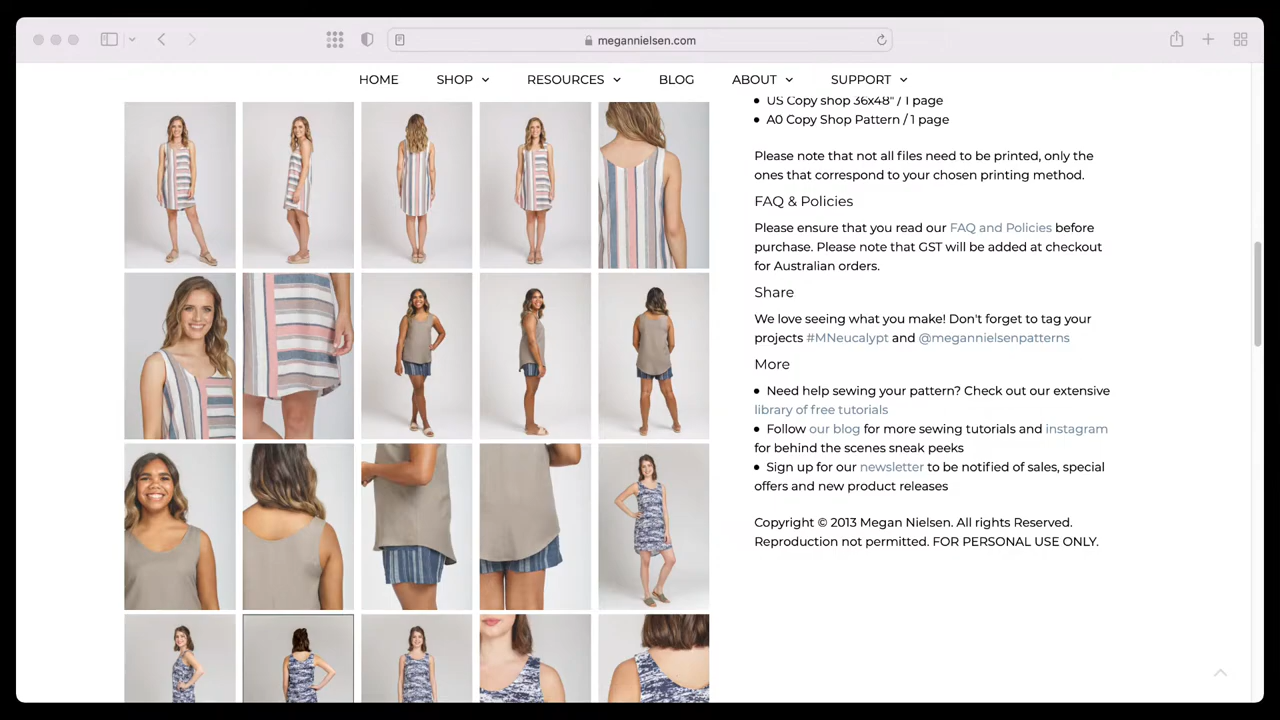 megannielsen.com
HOME SHOP RESOURCES BLOG ABOUT SUPPORT
• US Copy shop 36x48" / 1 page
• A0 Copy Shop Pattern / 1 page
Please note that not all files need to be printed, only the
ones that correspond to your chosen printing method.
FAQ & Policies
Please ensure that you read our FAQ and Policies before
purchase. Please note that GST will be added at checkout
for Australian orders.
Share
We love seeing what you make! Don't forget to tag your
projects #MNeucalypt and @megannielsenpatterns
More
• Need help sewing your pattern? Check out our extensive
library of free tutorials
• Follow our blog for more sewing tutorials and instagram
for behind the scenes sneak peeks
• Sign up for our newsletter to be notified of sales, special
offers and new product releases
Copyright © 2013 Megan Nielsen. All rights Reserved.
Reproduction not permitted. FOR PERSONAL USE ONLY.